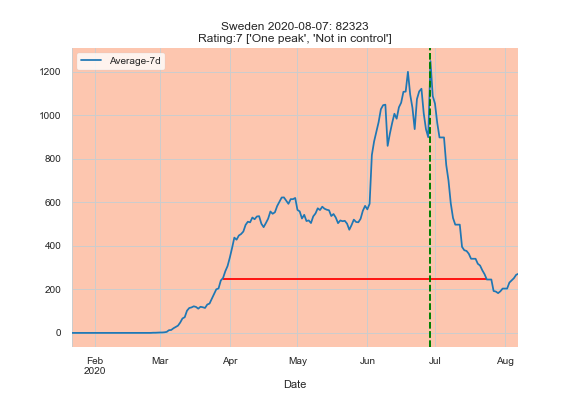 Sweden 2020-08-07: 82323
Rating:7 ['One peak', 'Not in control']
Average-7d
1200
1000
800
600
400
200
0
Feb Mar Apr May Jun Jul Aug
2020
Date